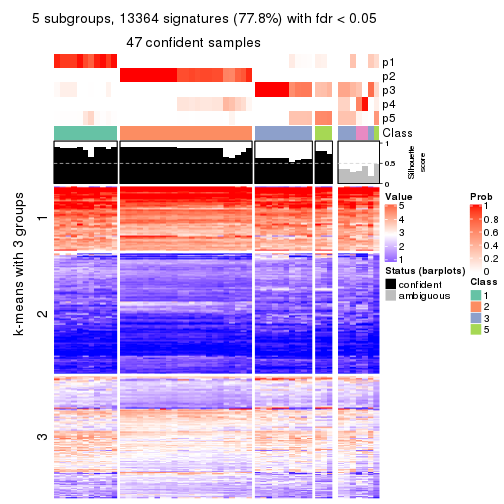 5 subgroups, 13364 signatures (77.8%) with fdr < 0.05
47 confident samples
p1
p2
p3
p4
p5
Class
1
0.5
0
Silhouette
score
k-means with 3 groups
1
2
3
Value
5
4
3
2
1
Status (barplots)
confident
ambiguous
Prob
1
0.8
0.6
0.4
0.2
0
Class
1
2
3
5